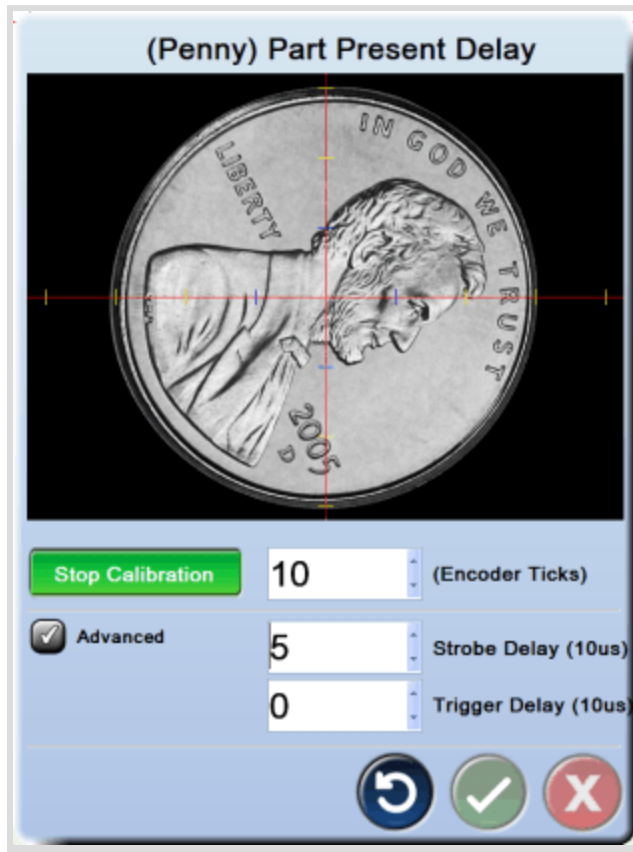 (Penny) Part Present Delay
IN GOD WE TRUST
LIBERTY
2005
D
Stop Calibration
10
(Encoder Ticks)
Advanced
5
Strobe Delay (10us)
0
Trigger Delay (10us)